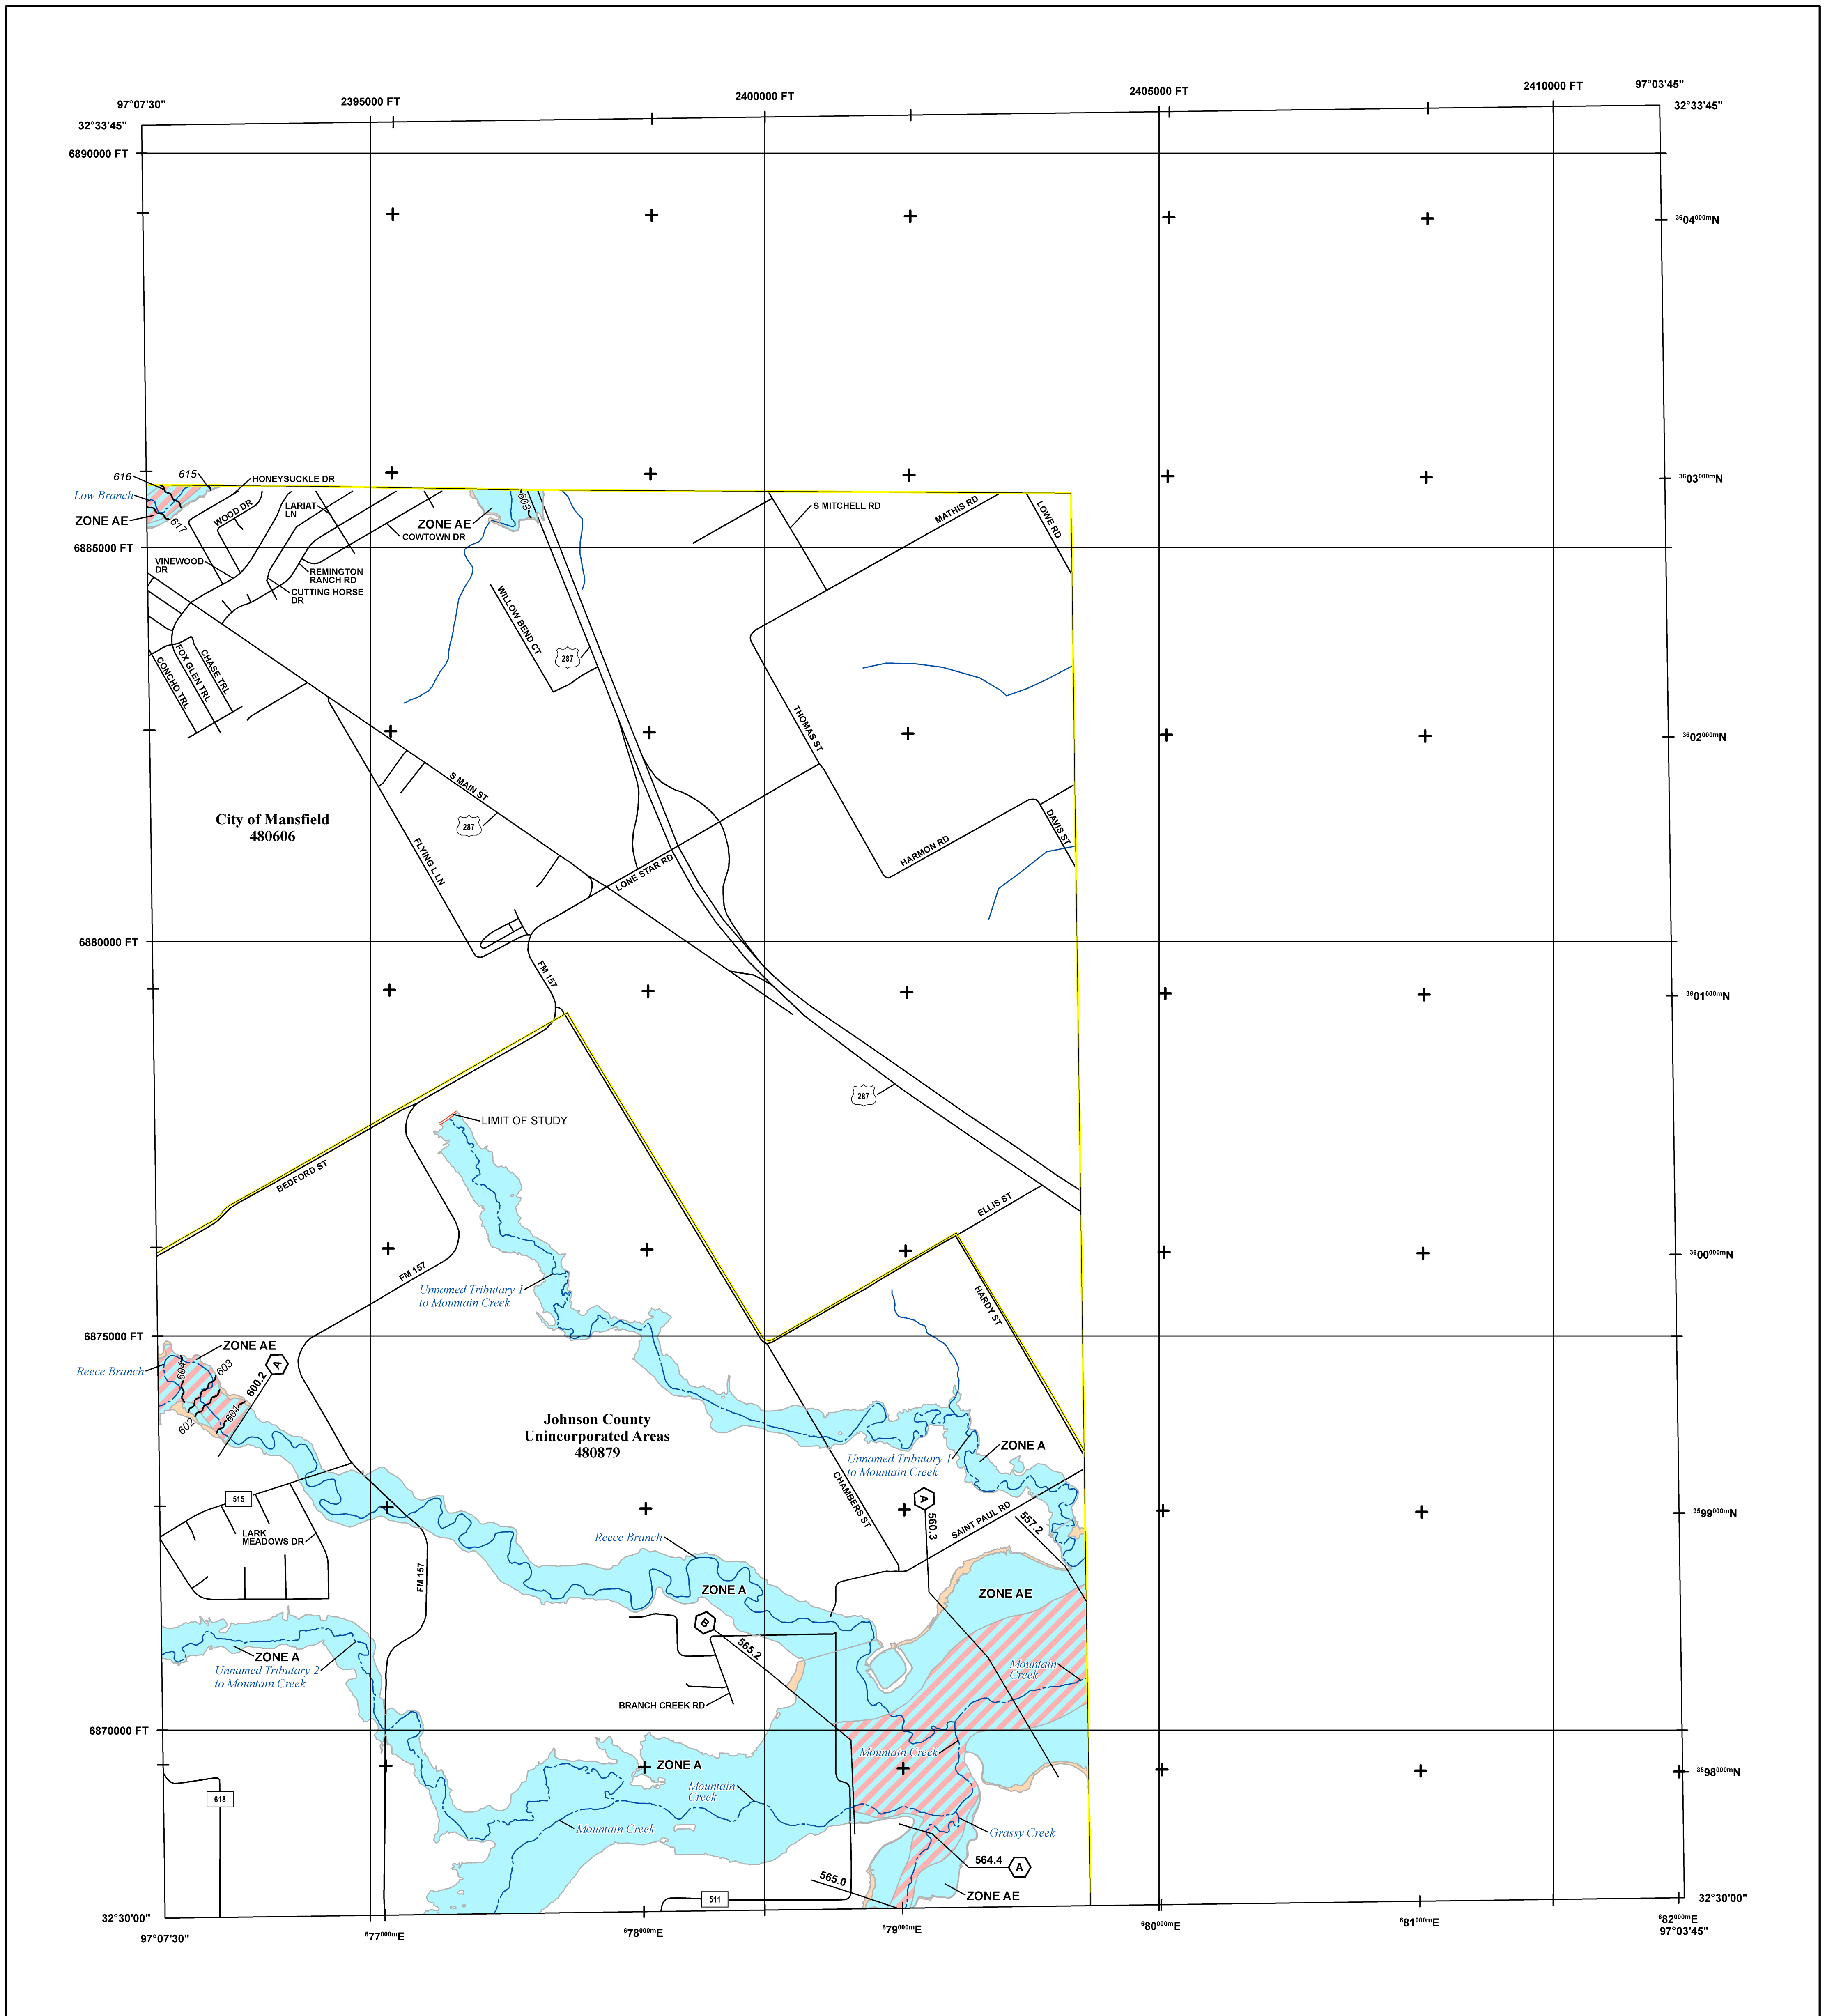 97°07'30"
2395000 FT
2400000 FT
2405000 FT
2410000 FT
97°03'45"
32°33'45"
32°33'45"
6890000 FT
3604000mN
616
615
HONEYSUCKLE DR
3603000mN
Low Branch
ZONE AE
617
WOOD DR
LARIAT
LN
ZONE AE
603
COWTOWN DR
S MITCHELL RD
MATHIS RD
LOWE RD
6885000 FT
VINEWOOD
DR
REMINGTON
RANCH RD
CUTTING HORSE
DR
WILLOW BEND CT
287
CONCHO TRL
FOX GLEN TRL
CHASE TRL
THOMAS ST
3602000mN
S MAIN ST
287
City of Mansfield
480606
FLYING L LN
LONE STAR RD
HARMON RD
DAVIS ST
6880000 FT
FM 157
3601000mN
287
LIMIT OF STUDY
BEDFORD ST
ELLIS ST
FM 157
3600000mN
Unnamed Tributary 1
to Mountain Creek
HARDY ST
6875000 FT
ZONE AE
Reece Branch
604
603
600.2
A
602
601
Johnson County
Unincorporated Areas
480879
ZONE A
Unnamed Tributary 1
to Mountain Creek
CHAMBERS ST
A
560.3
SAINT PAUL RD
557.2
3599000mN
515
LARK
MEADOWS DR
Reece Branch
FM 157
ZONE A
ZONE AE
B
565.2
ZONE A
Unnamed Tributary 2
to Mountain Creek
Mountain
Creek
BRANCH CREEK RD
6870000 FT
Mountain Creek
ZONE A
3598000mN
Mountain
Creek
618
Mountain Creek
Grassy Creek
564.4
A
565.0
ZONE AE
511
32°30'00"
32°30'00"
97°07'30"
677000mE
678000mE
679000mE
680000mE
681000mE
682000mE
97°03'45"